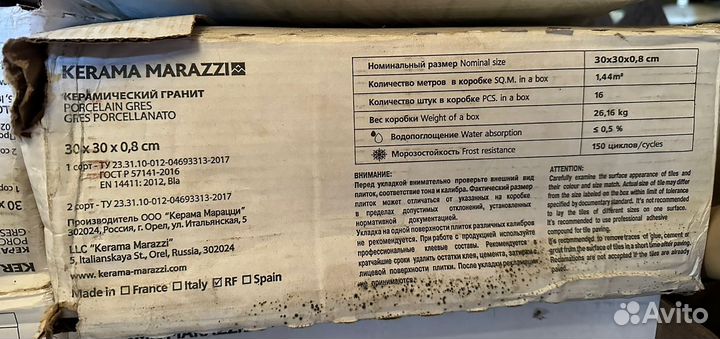 KERAMA MARAZZI
КЕРАМИЧЕСКИЙ ГРАНИТ
PORCELAIN GRES
GRES PORCELLANATO
30 x 30 x 0,8 cm
1 сорт - ТУ 23.31.10-012-04693313-2017
ГОСТ Р 57141-2016
EN 14411: 2012, Bla
2 сорт - ТУ 23.31.10-012-04693313-2017
Производитель ООО "Керама Марацци"
302024, Россия, г. Орел, ул. Итальянская, 5
LLC "Kerama Marazzi"
5, Italianskaya St., Orel, Russia, 302024
www.kerama-marazzi.com
Made in France Italy RF Spain
Номинальный размер Nominal size 30x30x0,8 cm
Количество метров в коробке SQ.M. in a box 1,44m²
Количество штук в коробке PCS. in a box 16
Вес коробки Weight of a box 26,16 kg
Водопоглощение Water absorption ≤ 0,5 %
Морозостойкость Frost resistance 150 циклов/cycles
ВНИМАНИЕ:
Перед укладкой внимательно проверьте внешний вид
плиток, соответствие тона и калибра. Фактический размер
плиток может отличаться от указанных на коробке
в пределах допустимых отклонений, установленных
нормативной документацией.
Укладка на одной поверхности плиток различных калибров
не рекомендуется. При работе с продукцией используйте
профессиональные клеевые составы. Рекомендуется в
кратчайшие сроки удалить остатки клея, цемента, затирки с
лицевой поверхности плитки. После укладки рекламации
не принимаются.
ATTENTION:
Carefully examine the surface appearance of tiles and
their colour and size match. Actual size of tile may differ
from the size labeled on the box within limit of tolerance
specified by documentary standard. It's not recommended
to lay the tiles of different sizes on one surface.
It's recommended to use professional adhesive
compound for tile paving.
It's recommended to remove traces of glue, cement or
grout from the surface of tiles in a short time after paving.
Reclamations are not accepted if the tiles are already
Avito